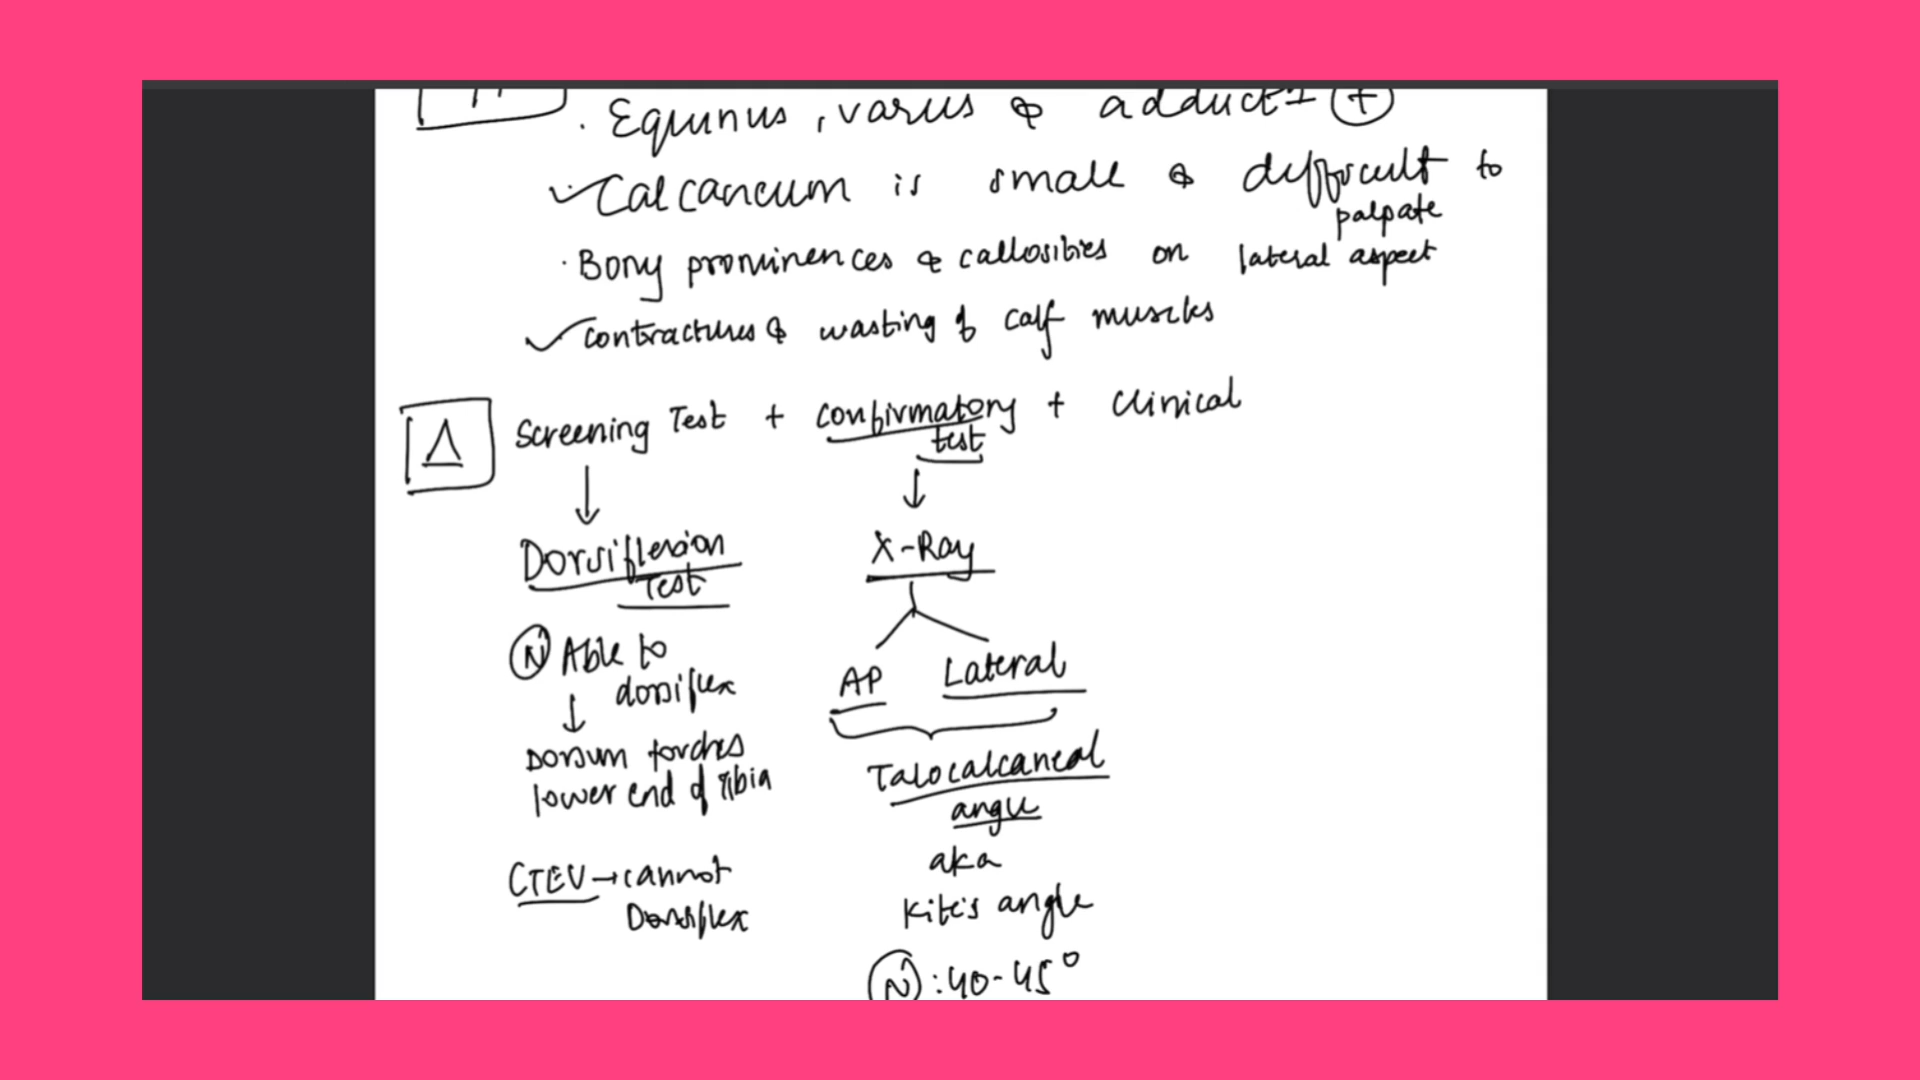 · Equinus, varus & adductn +
Calcaneum is small & difficult to
palpate
· Bony prominences & callosities on lateral aspect
contractures & wasting of calf muscles
Δ Screening Test + confirmatory + clinical
test
↓ ↓
Dorsiflexion X-Ray
Test
N Able to AP Lateral
dorsiflex
↓
Dorsum touches Talocalcaneal
lower end of tibia angle
CTEV → cannot aka
Dorsiflex Kite's angle
N : 40-45°